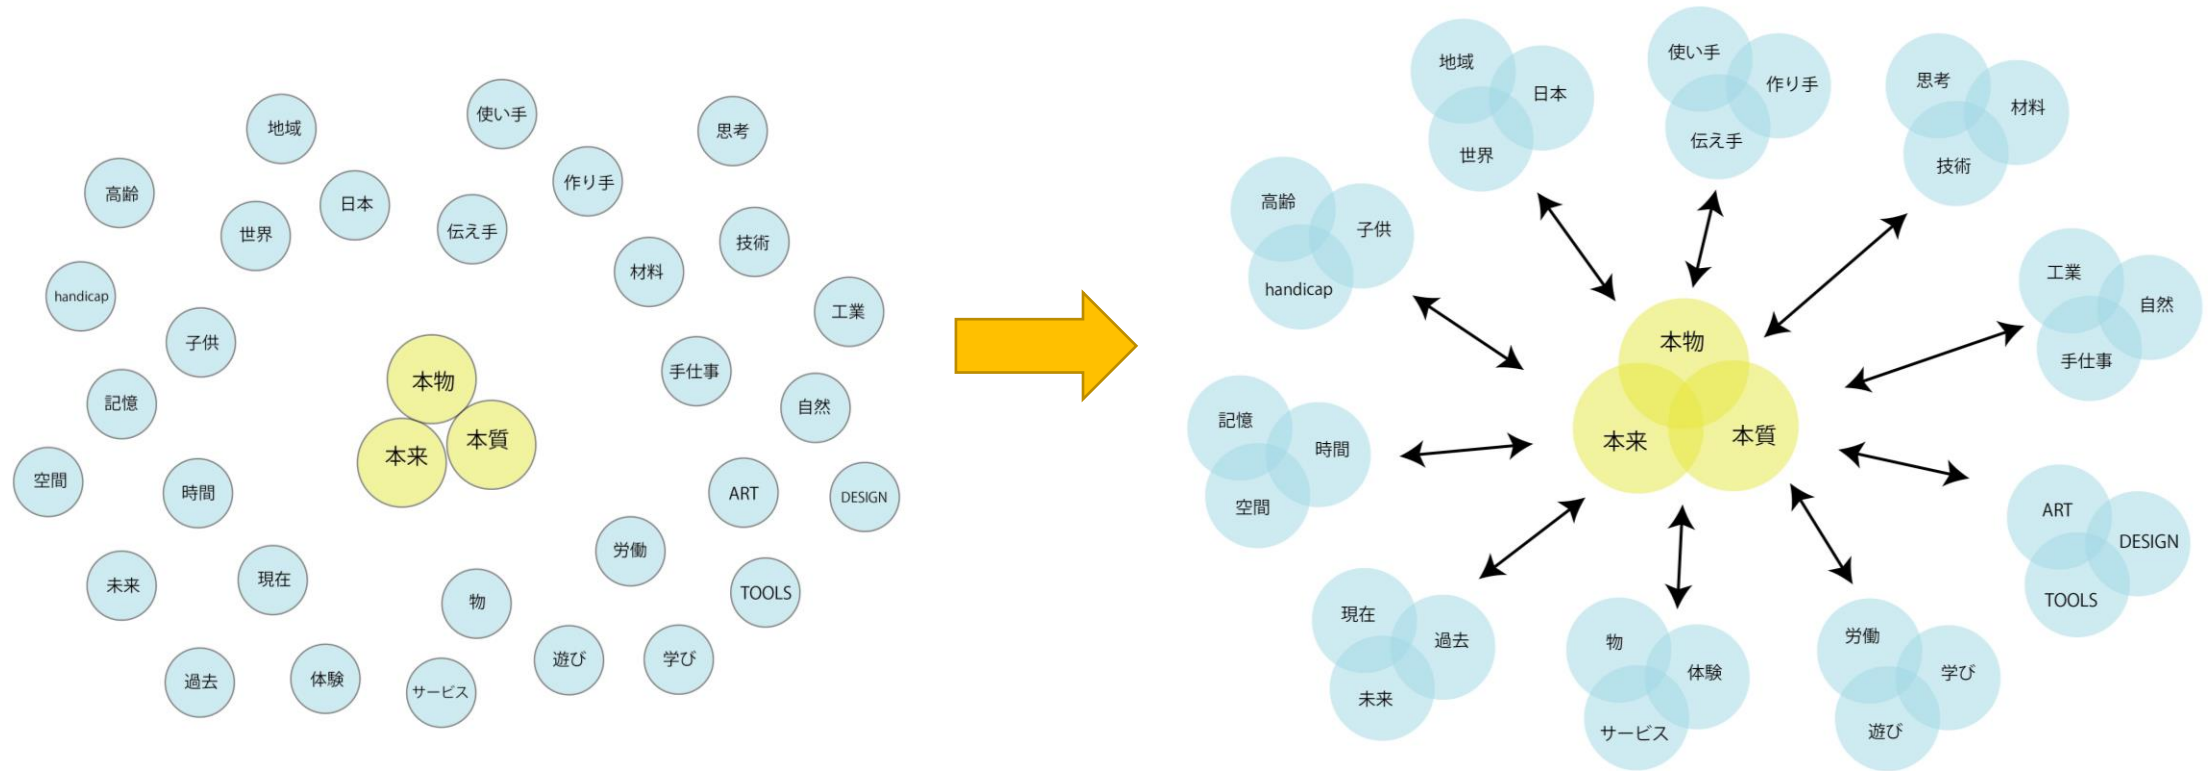 地域
使い手
思考
高齢
日本
作り手
世界
伝え手
技術
handicap
材料
子供
工業
記憶
本物
手仕事
自然
本来
本質
空間
時間
ART
DESIGN
未来
現在
労働
物
TOOLS
過去
体験
サービス
遊び
学び
地域
日本
世界
使い手
作り手
伝え手
思考
材料
技術
高齢
子供
handicap
工業
自然
手仕事
本物
本来
本質
記憶
時間
空間
ART
DESIGN
TOOLS
現在
過去
未来
物
体験
サービス
労働
学び
遊び